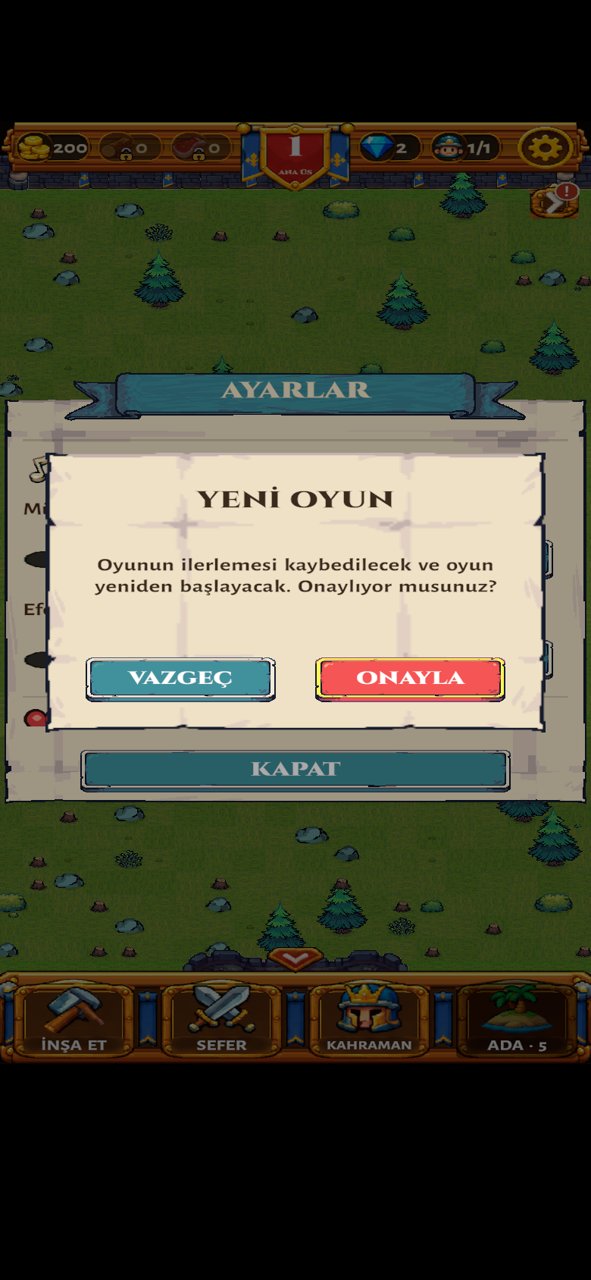 200
0
0
1
ANA ÜS
2
1/1
!
AYARLAR
YENİ OYUN
Oyunun ilerlemesi kaybedilecek ve oyun
yeniden başlayacak. Onaylıyor musunuz?
VAZGEÇ
ONAYLA
KAPAT
İNŞA ET
SEFER
KAHRAMAN
ADA · 5